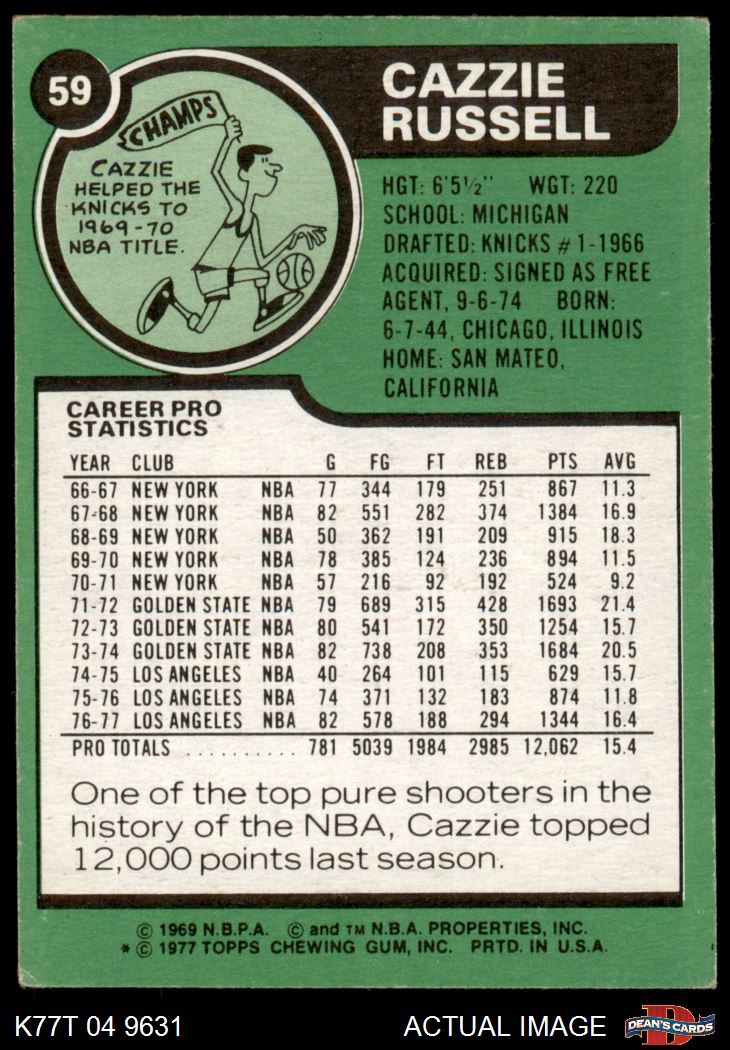 59
CHAMPS
CAZZIE
HELPED THE
KNICKS TO
1969-70
NBA TITLE.
CAZZIE
RUSSELL
HGT: 6'5½" WGT: 220
SCHOOL: MICHIGAN
DRAFTED: KNICKS #1-1966
ACQUIRED: SIGNED AS FREE
AGENT, 9-6-74 BORN:
6-7-44, CHICAGO, ILLINOIS
HOME: SAN MATEO,
CALIFORNIA
CAREER PRO
STATISTICS
YEAR CLUB G FG FT REB PTS AVG
66-67 NEW YORK NBA 77 344 179 251 867 11.3
67-68 NEW YORK NBA 82 551 282 374 1384 16.9
68-69 NEW YORK NBA 50 362 191 209 915 18.3
69-70 NEW YORK NBA 78 385 124 236 894 11.5
70-71 NEW YORK NBA 57 216 92 192 524 9.2
71-72 GOLDEN STATE NBA 79 689 315 428 1693 21.4
72-73 GOLDEN STATE NBA 80 541 172 350 1254 15.7
73-74 GOLDEN STATE NBA 82 738 208 353 1684 20.5
74-75 LOS ANGELES NBA 40 264 101 115 629 15.7
75-76 LOS ANGELES NBA 74 371 132 183 874 11.8
76-77 LOS ANGELES NBA 82 578 188 294 1344 16.4
PRO TOTALS . . . . . . . . . . 781 5039 1984 2985 12,062 15.4
One of the top pure shooters in the
history of the NBA, Cazzie topped
12,000 points last season.
© 1969 N.B.P.A. © and TM N.B.A. PROPERTIES, INC.
* © 1977 TOPPS CHEWING GUM, INC. PRTD. IN U.S.A.
K77T 04 9631 ACTUAL IMAGE
D
DEAN'S CARDS